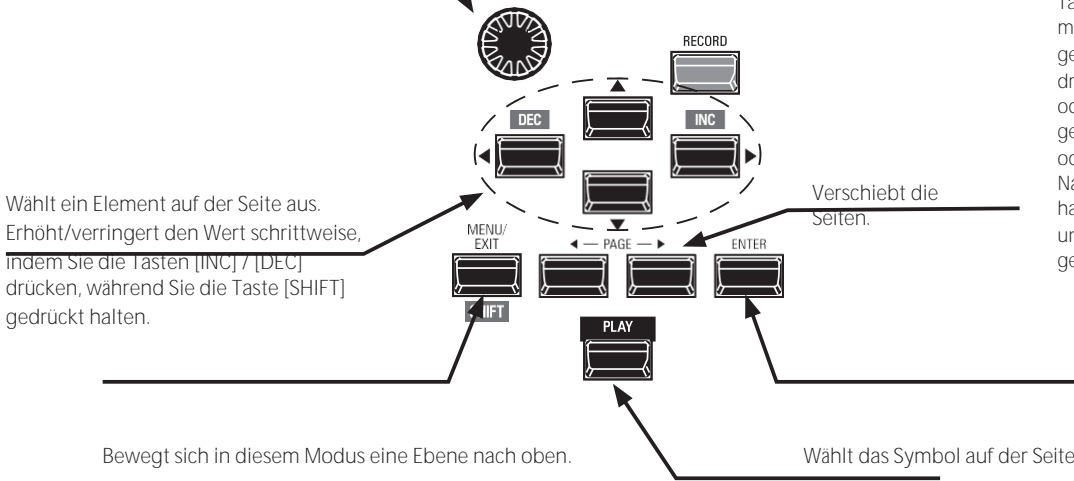 RECORD
DEC
INC
Wählt ein Element auf der Seite aus.
Erhöht/verringert den Wert schrittweise,
indem Sie die Tasten [INC] / [DEC]
drücken, während Sie die Taste [SHIFT]
gedrückt halten.
Verschiebt die
Seiten.
MENU/
EXIT
PAGE
ENTER
SHIFT
PLAY
Bewegt sich in diesem Modus eine Ebene nach oben.
Wählt das Symbol auf der Seite